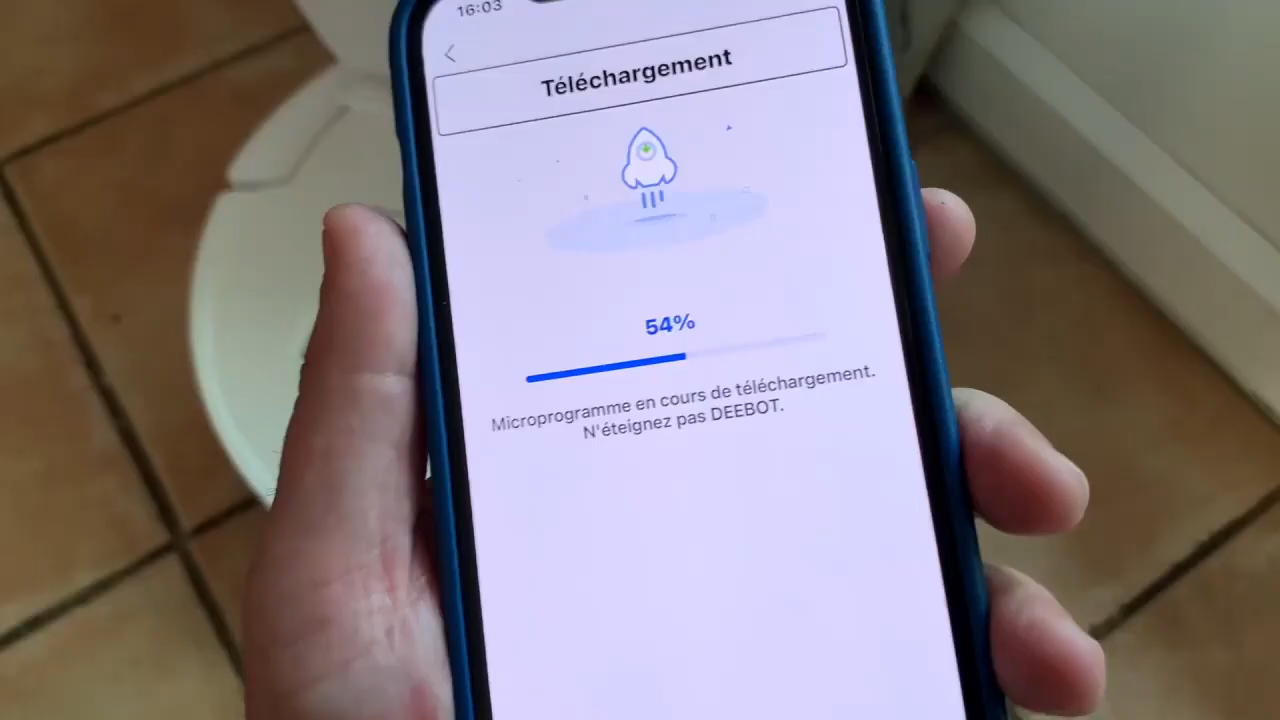 16:03
Téléchargement
54%
Microprogramme en cours de téléchargement.
N'éteignez pas DEEBOT.